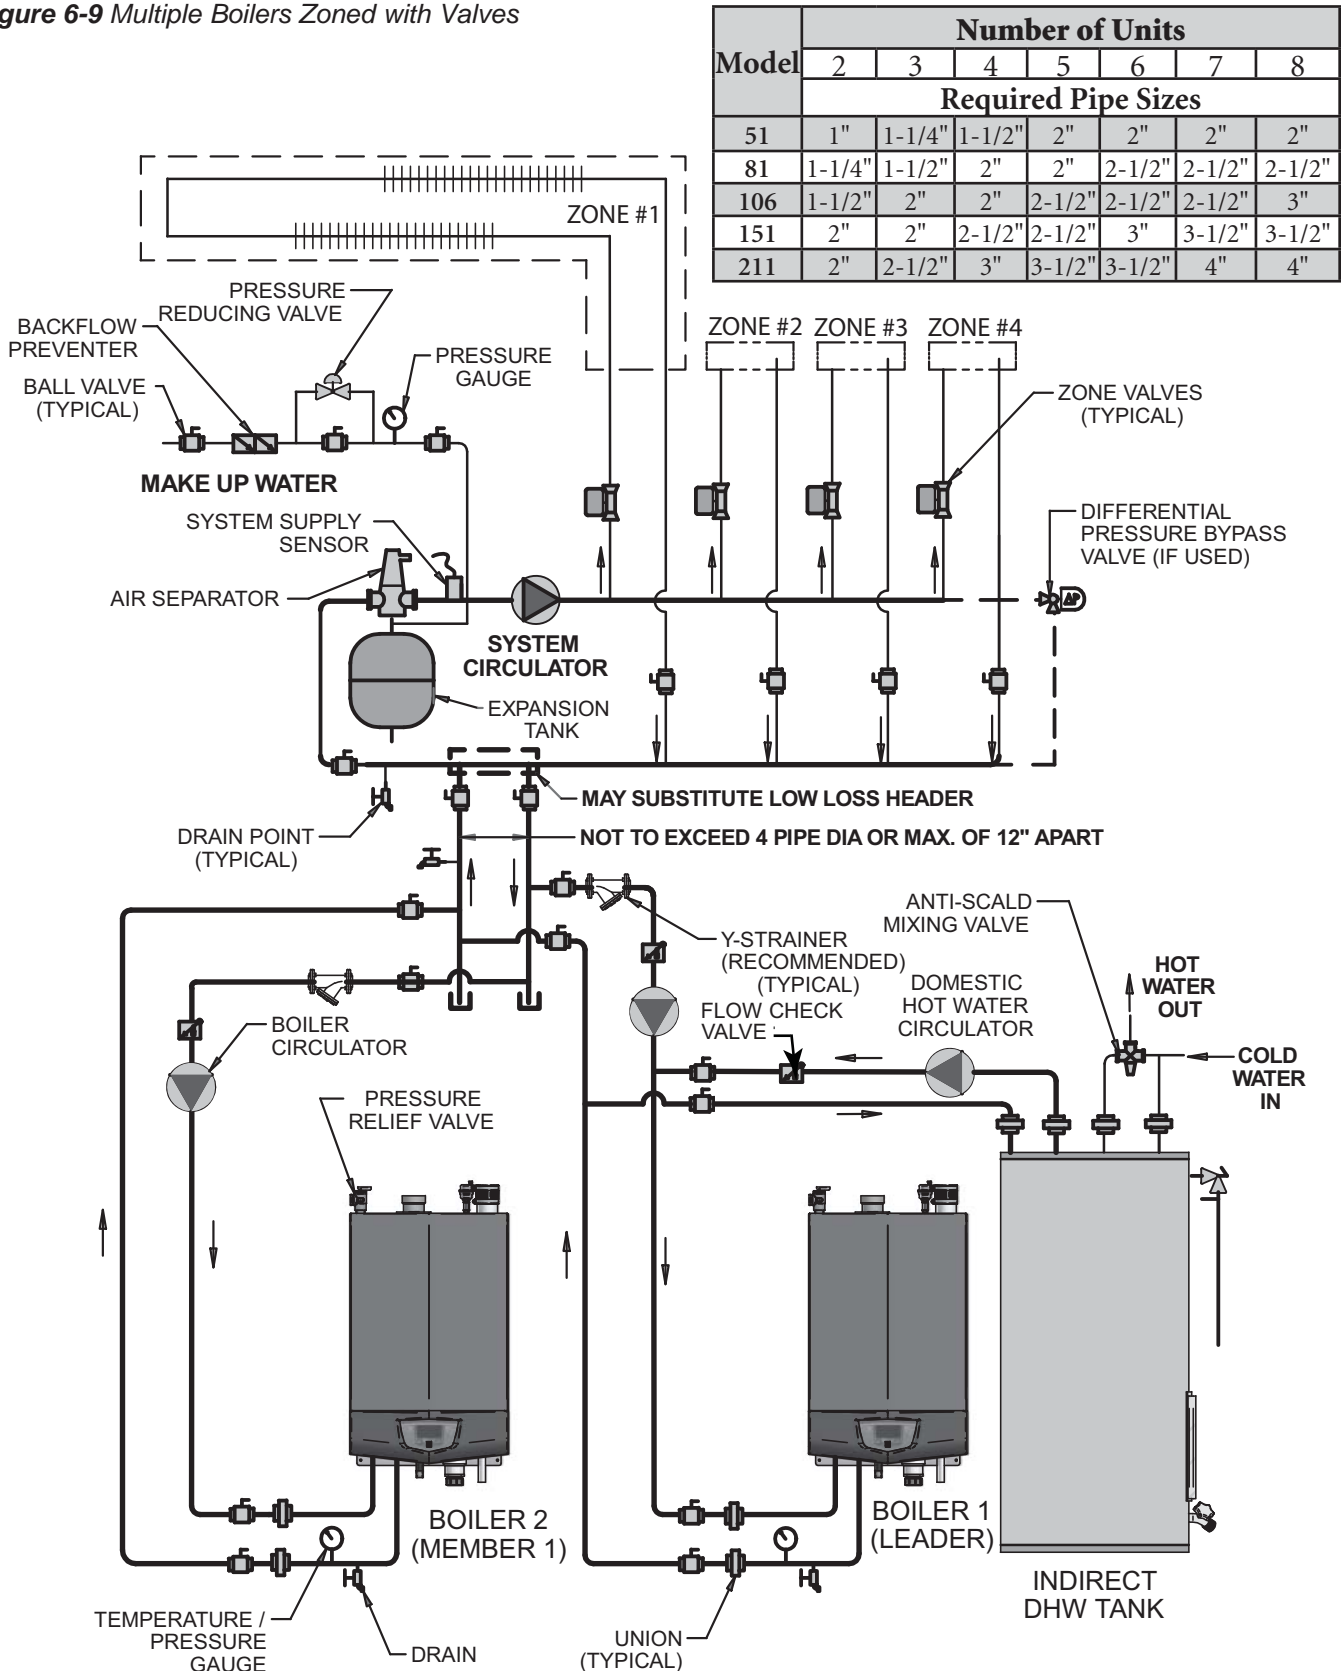 gure 6-9 Multiple Boilers Zoned with Valves
Model
Number of Units
2 3 4 5 6 7 8
Required Pipe Sizes
51 1" 1-1/4" 1-1/2" 2" 2" 2" 2"
81 1-1/4" 1-1/2" 2" 2" 2-1/2" 2-1/2" 2-1/2"
106 1-1/2" 2" 2" 2-1/2" 2-1/2" 2-1/2" 3"
151 2" 2" 2-1/2" 2-1/2" 3" 3-1/2" 3-1/2"
211 2" 2-1/2" 3" 3-1/2" 3-1/2" 4" 4"
ZONE #1
PRESSURE
REDUCING VALVE
BACKFLOW
PREVENTER
PRESSURE
GAUGE
BALL VALVE
(TYPICAL)
MAKE UP WATER
ZONE #2
ZONE #3
ZONE #4
ZONE VALVES
(TYPICAL)
SYSTEM SUPPLY
SENSOR
DIFFERENTIAL
PRESSURE BYPASS
VALVE (IF USED)
AIR SEPARATOR
ΔP
SYSTEM
CIRCULATOR
EXPANSION
TANK
MAY SUBSTITUTE LOW LOSS HEADER
DRAIN POINT
(TYPICAL)
NOT TO EXCEED 4 PIPE DIA OR MAX. OF 12" APART
ANTI-SCALD
MIXING VALVE
Y-STRAINER
(RECOMMENDED)
(TYPICAL)
HOT
WATER
OUT
DOMESTIC
HOT WATER
CIRCULATOR
FLOW CHECK
VALVE
BOILER
CIRCULATOR
COLD
WATER
IN
PRESSURE
RELIEF VALVE
BOILER 2
(MEMBER 1)
BOILER 1
(LEADER)
INDIRECT
DHW TANK
TEMPERATURE /
PRESSURE
GAUGE
DRAIN
UNION
(TYPICAL)